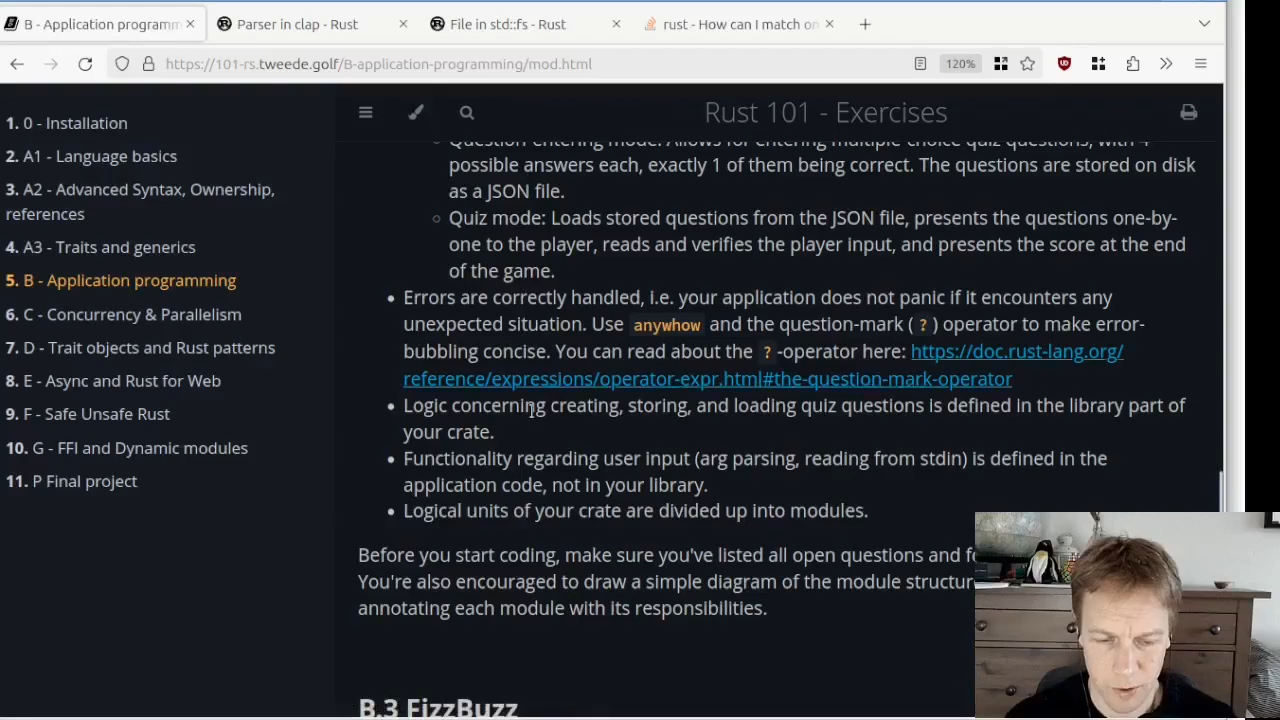 B - Application programm
Parser in clap - Rust
File in std::fs - Rust
rust - How can I match on
https://101-rs.tweede.golf/B-application-programming/mod.html
120%
Rust 101 - Exercises
1. 0 - Installation
2. A1 - Language basics
3. A2 - Advanced Syntax, Ownership,
references
4. A3 - Traits and generics
5. B - Application programming
6. C - Concurrency & Parallelism
7. D - Trait objects and Rust patterns
8. E - Async and Rust for Web
9. F - Safe Unsafe Rust
10. G - FFI and Dynamic modules
11. P Final project
Question-entering mode: Allows for entering multiple-choice quiz questions, with 4
possible answers each, exactly 1 of them being correct. The questions are stored on disk
as a JSON file.
Quiz mode: Loads stored questions from the JSON file, presents the questions one-by-
one to the player, reads and verifies the player input, and presents the score at the end
of the game.
Errors are correctly handled, i.e. your application does not panic if it encounters any
unexpected situation. Use anywhow and the question-mark (?) operator to make error-
bubbling concise. You can read about the ?-operator here: https://doc.rust-lang.org/
reference/expressions/operator-expr.html#the-question-mark-operator
Logic concerning creating, storing, and loading quiz questions is defined in the library part of
your crate.
Functionality regarding user input (arg parsing, reading from stdin) is defined in the
application code, not in your library.
Logical units of your crate are divided up into modules.
Before you start coding, make sure you've listed all open questions and
You're also encouraged to draw a simple diagram of the module
annotating each module with its responsibilities.
B.3 FizzBuzz